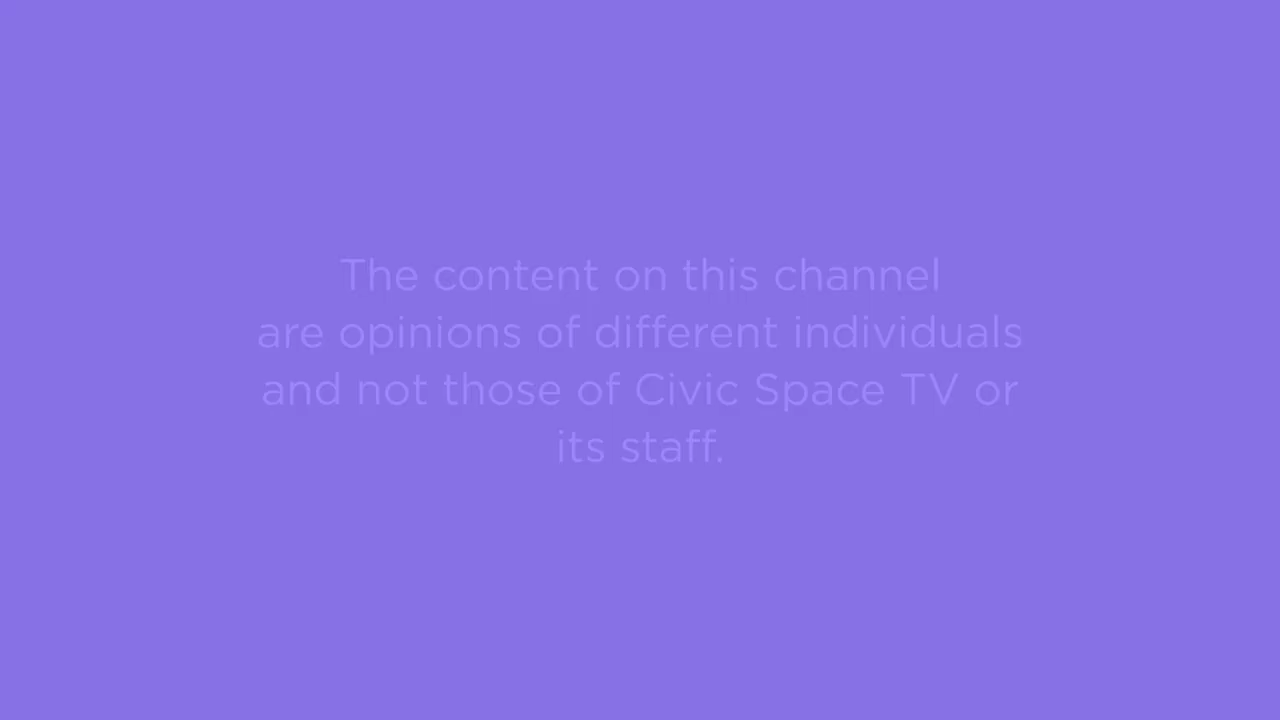 The content on this channel
are opinions of different individuals
and not those of Civic Space TV or
its staff.